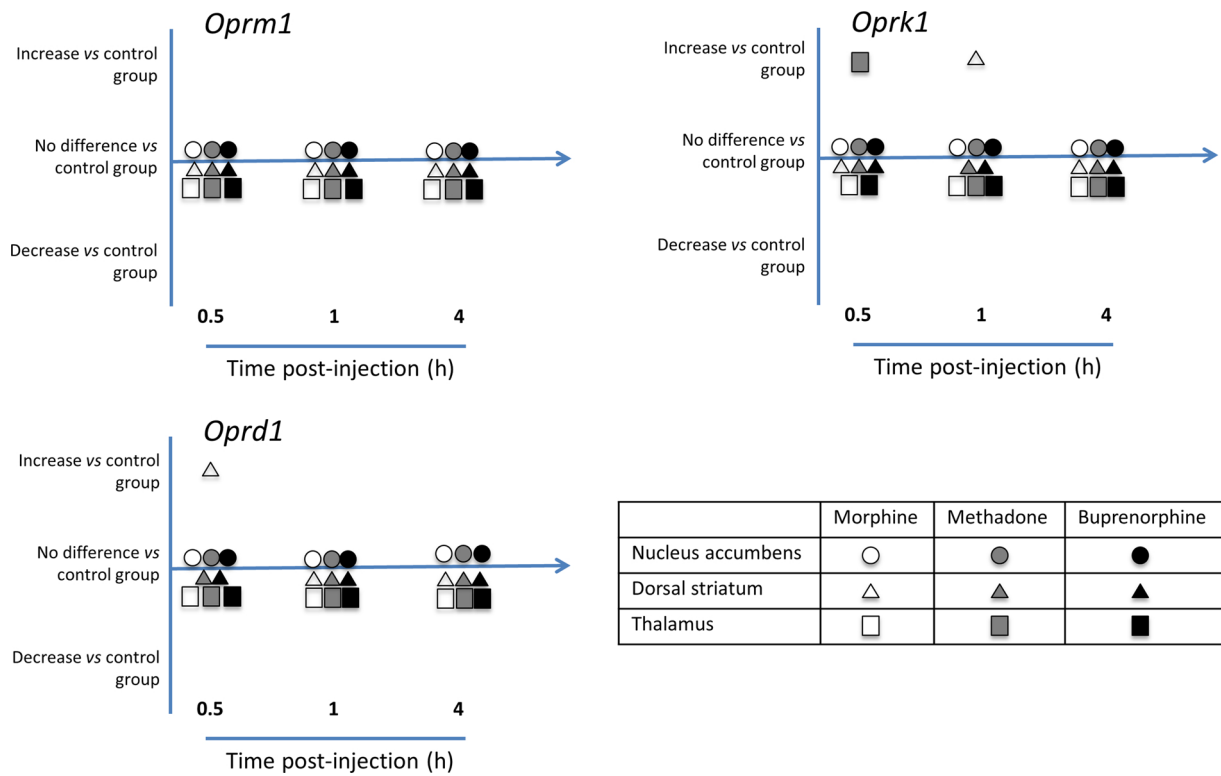 Oprm1
Increase vs control
group
No difference vs
control group
Decrease vs control
group
0.5 1 4
Time post-injection (h)
Oprk1
Increase vs control
group
No difference vs
control group
Decrease vs control
group
0.5 1 4
Time post-injection (h)
Oprd1
Increase vs control
group
No difference vs
control group
Decrease vs control
group
0.5 1 4
Time post-injection (h)
Morphine Methadone Buprenorphine
Nucleus accumbens
Dorsal striatum
Thalamus